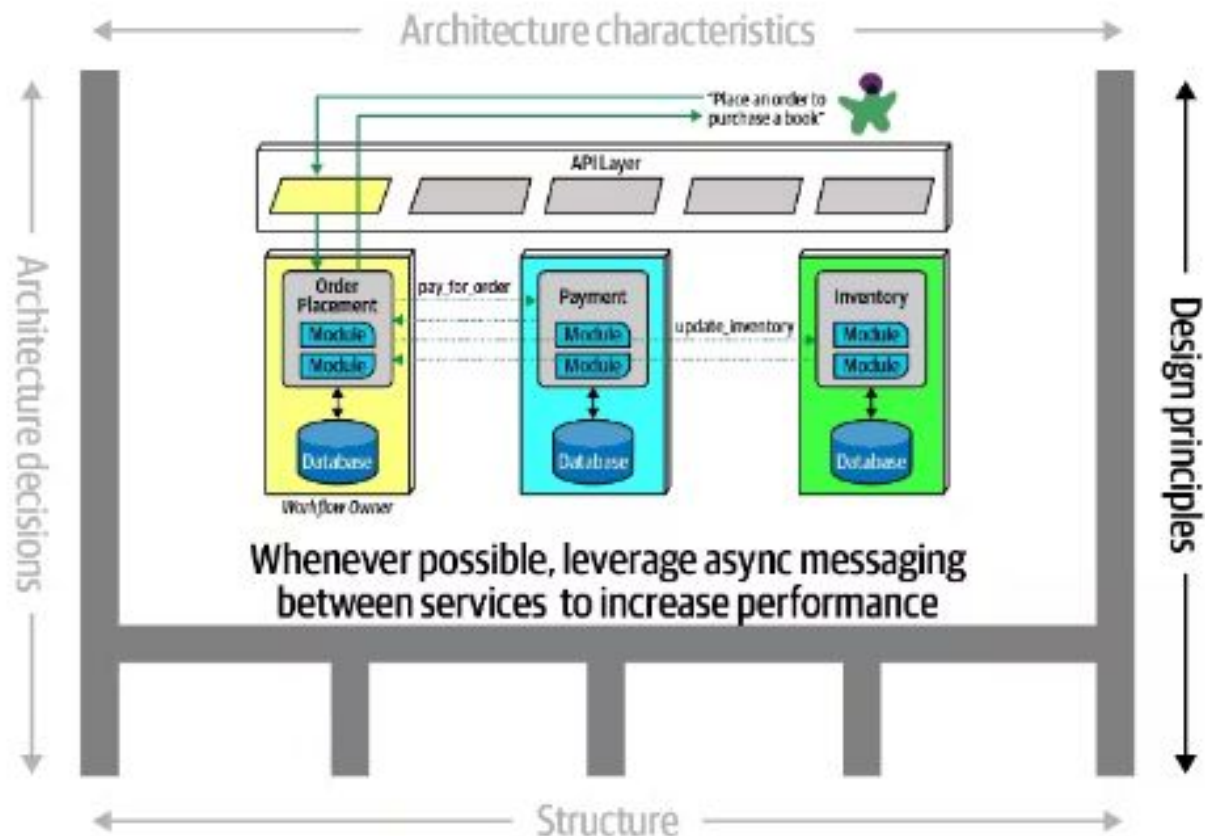 Architecture characteristics
"Place an order to
purchase a book"
API Layer
Order
Placement
Module
Module
Database
Workflow Owner
pay_for_order
Payment
Module
Module
Database
update_inventory
Inventory
Module
Module
Database
Whenever possible, leverage async messaging
between services to increase performance
Architecture decisions
Design principles
Structure